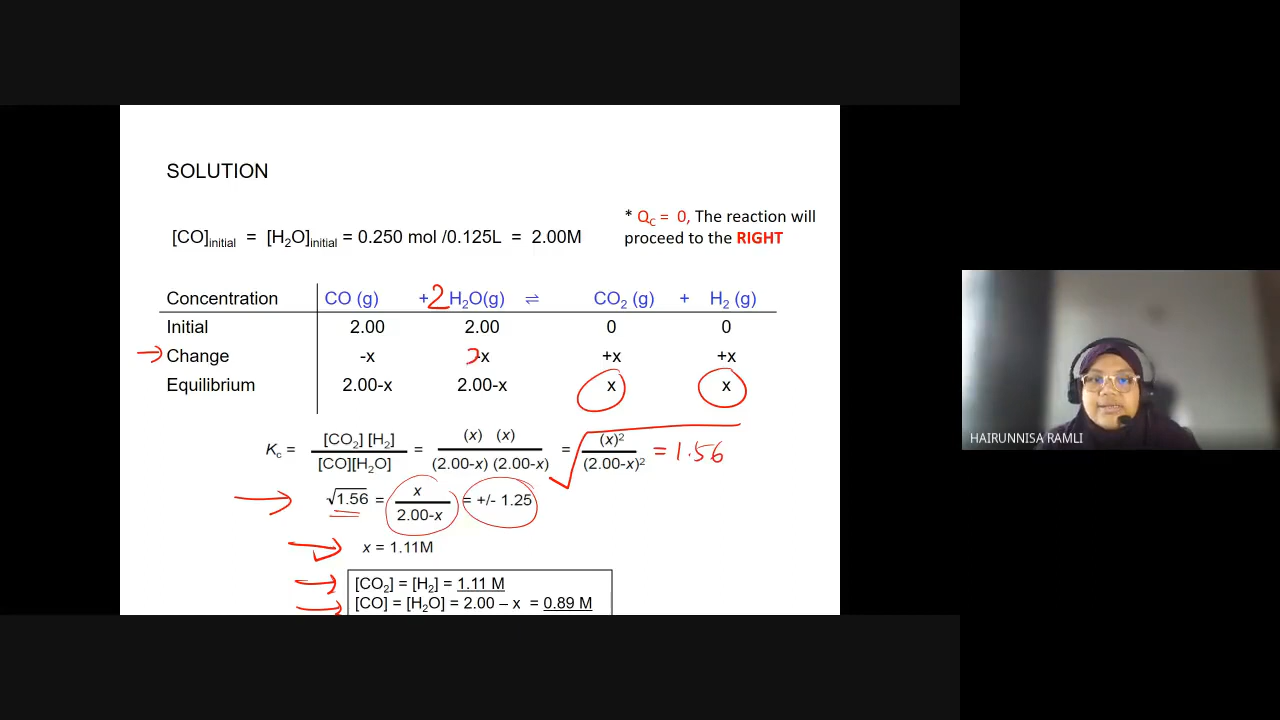 SOLUTION
[CO]initial = [H₂O]initial = 0.250 mol /0.125L = 2.00M
* Qc = 0, The reaction will
proceed to the RIGHT
Concentration CO (g) + 2 H₂O(g) ⇌ CO₂ (g) + H₂ (g)
Initial 2.00 2.00 0 0
→ Change -x 2-x +x +x
Equilibrium 2.00-x 2.00-x x x
Kc = [CO₂] [H₂] / [CO][H₂O] = (x) (x) / (2.00-x) (2.00-x) = √ (x)² / (2.00-x)² = 1.56
→ √1.56 = x / 2.00-x = +/- 1.25
→ x = 1.11M
→ [CO₂] = [H₂] = 1.11 M
→ [CO] = [H₂O] = 2.00 – x = 0.89 M
HAIRUNNISA RAMLI